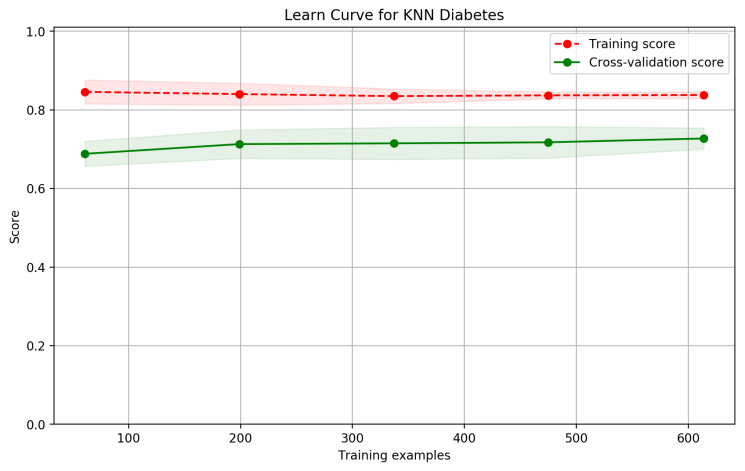 Learn Curve for KNN Diabetes
Training score
Cross-validation score
1.0
0.8
0.6
0.4
0.2
0.0
Score
100 200 300 400 500 600
Training examples